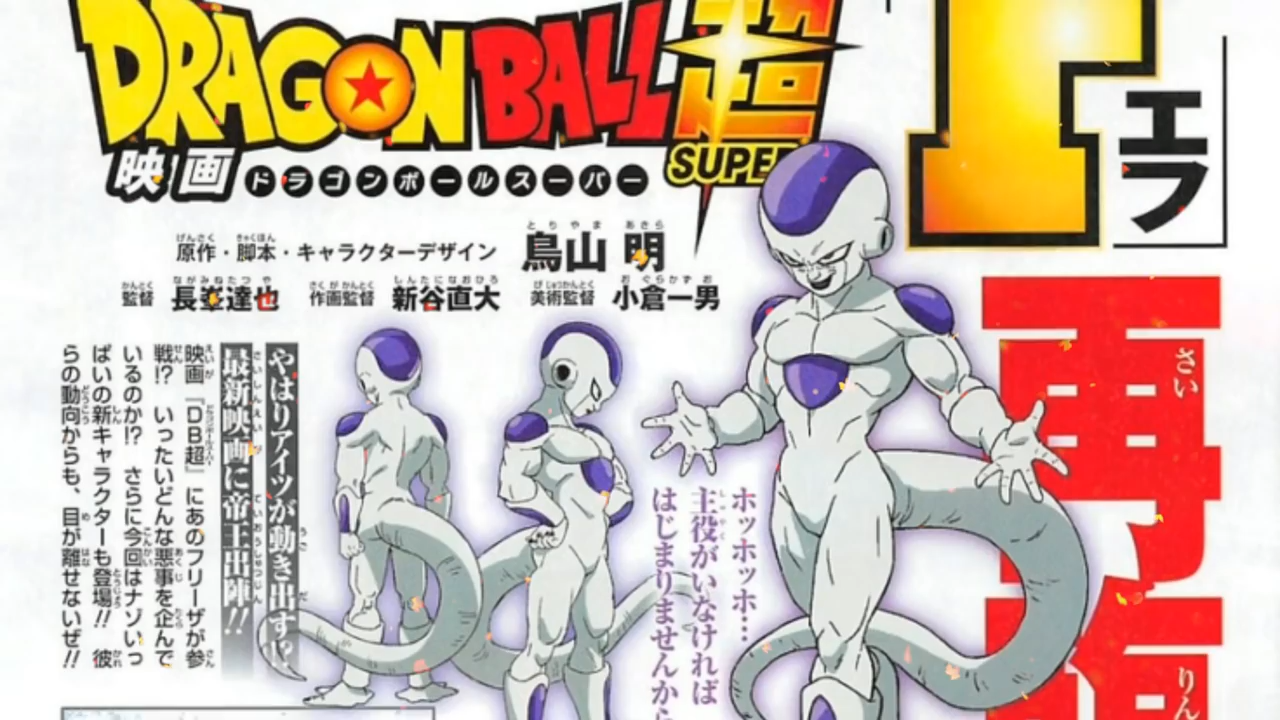 DRAGON BALL 超
SUPER
映画 ドラゴンボールスーパー
「F」
エフ
原作・脚本・キャラクターデザイン 鳥山 明
監督 長峯達也 作画監督 新谷直大 美術監督 小倉一男
再
さい
りん
やはりアイツが動き出す!?
最新映画に帝王出陣!!
映画『DB超』にあのフリーザが参
戦!? いったいどんな悪事を企んで
いるのか!? さらに今回はナゾいっ
ぱいの新キャラクターも登場!! 彼
らの動向からも、目が離せないぜ!!
ホッホッホ…
主役がいなければ
はじまりませんから